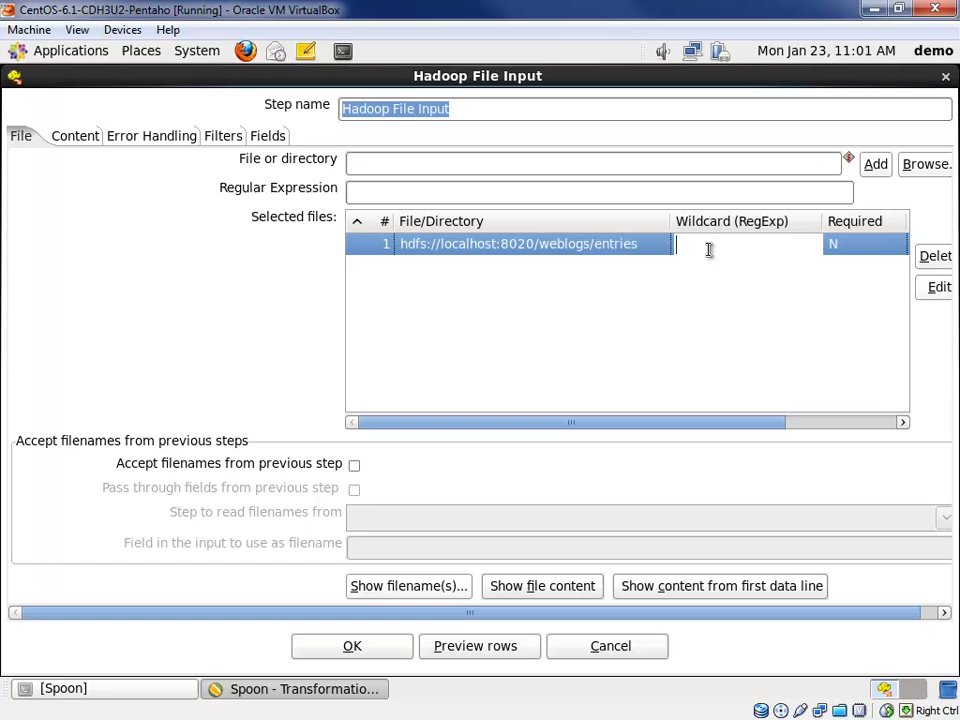 CentOS-6.1-CDH3U2-Pentaho [Running] - Oracle VM VirtualBox
Machine View Devices Help
Applications Places System Mon Jan 23, 11:01 AM demo
Hadoop File Input
Step name Hadoop File Input
File Content Error Handling Filters Fields
File or directory Add Browse.
Regular Expression
Selected files: # File/Directory Wildcard (RegExp) Required
1 hdfs://localhost:8020/weblogs/entries N
Delet
Edit
Accept filenames from previous steps
Accept filenames from previous step
Pass through fields from previous step
Step to read filenames from
Field in the input to use as filename
Show filename(s)... Show file content Show content from first data line
OK Preview rows Cancel
[Spoon] Spoon - Transformatio...
Right Ctrl